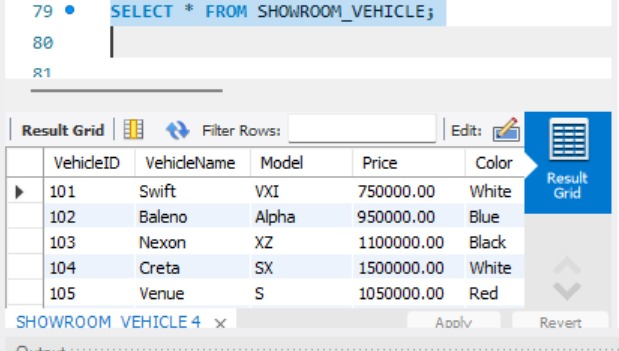 79 SELECT * FROM SHOWROOM_VEHICLE;
80
81
Result Grid Filter Rows: Edit:
VehicleID VehicleName Model Price Color
101 Swift VXI 750000.00 White
102 Baleno Alpha 950000.00 Blue
103 Nexon XZ 1100000.00 Black
104 Creta SX 1500000.00 White
105 Venue S 1050000.00 Red
Result
Grid
SHOWROOM_VEHICLE 4 x Apply Revert
Output